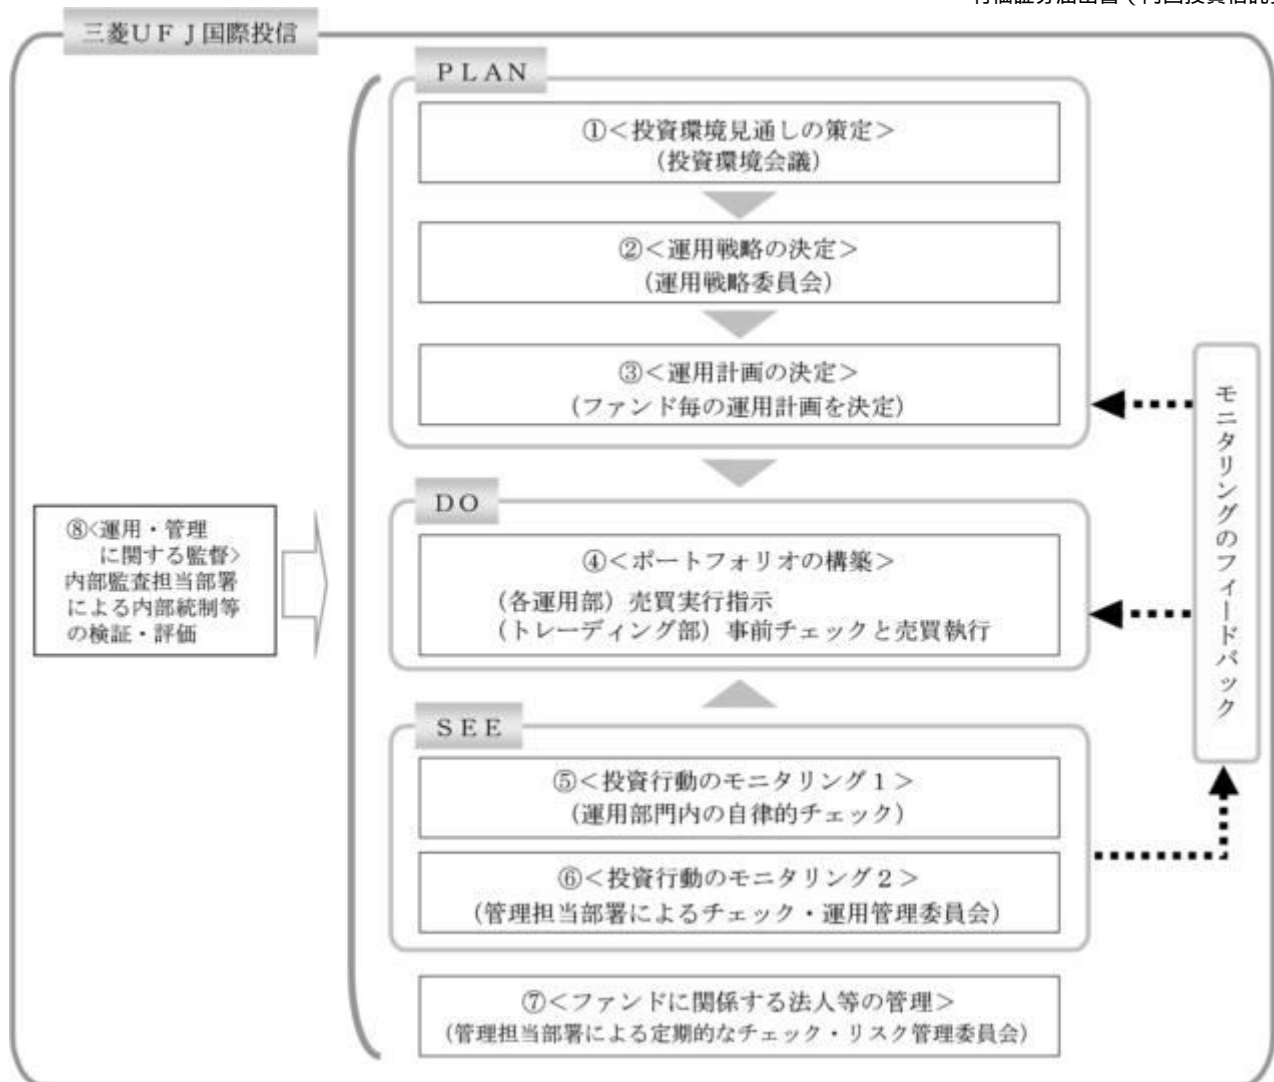 三菱UFJ国際投信
PLAN
①<投資環境見通しの策定>
(投資環境会議)
②<運用戦略の決定>
(運用戦略委員会)
③<運用計画の決定>
(ファンド毎の運用計画を決定)
DO
④<ポートフォリオの構築>
(各運用部)売買実行指示
(トレーディング部)事前チェックと売買執行
SEE
⑤<投資行動のモニタリング1>
(運用部門内の自律的チェック)
⑥<投資行動のモニタリング2>
(管理担当部署によるチェック・運用管理委員会)
⑦<ファンドに関係する法人等の管理>
(管理担当部署による定期的なチェック・リスク管理委員会)
⑧<運用・管理
に関する監督>
内部監査担当部署
による内部統制等
の検証・評価
モニタリングのフィードバック